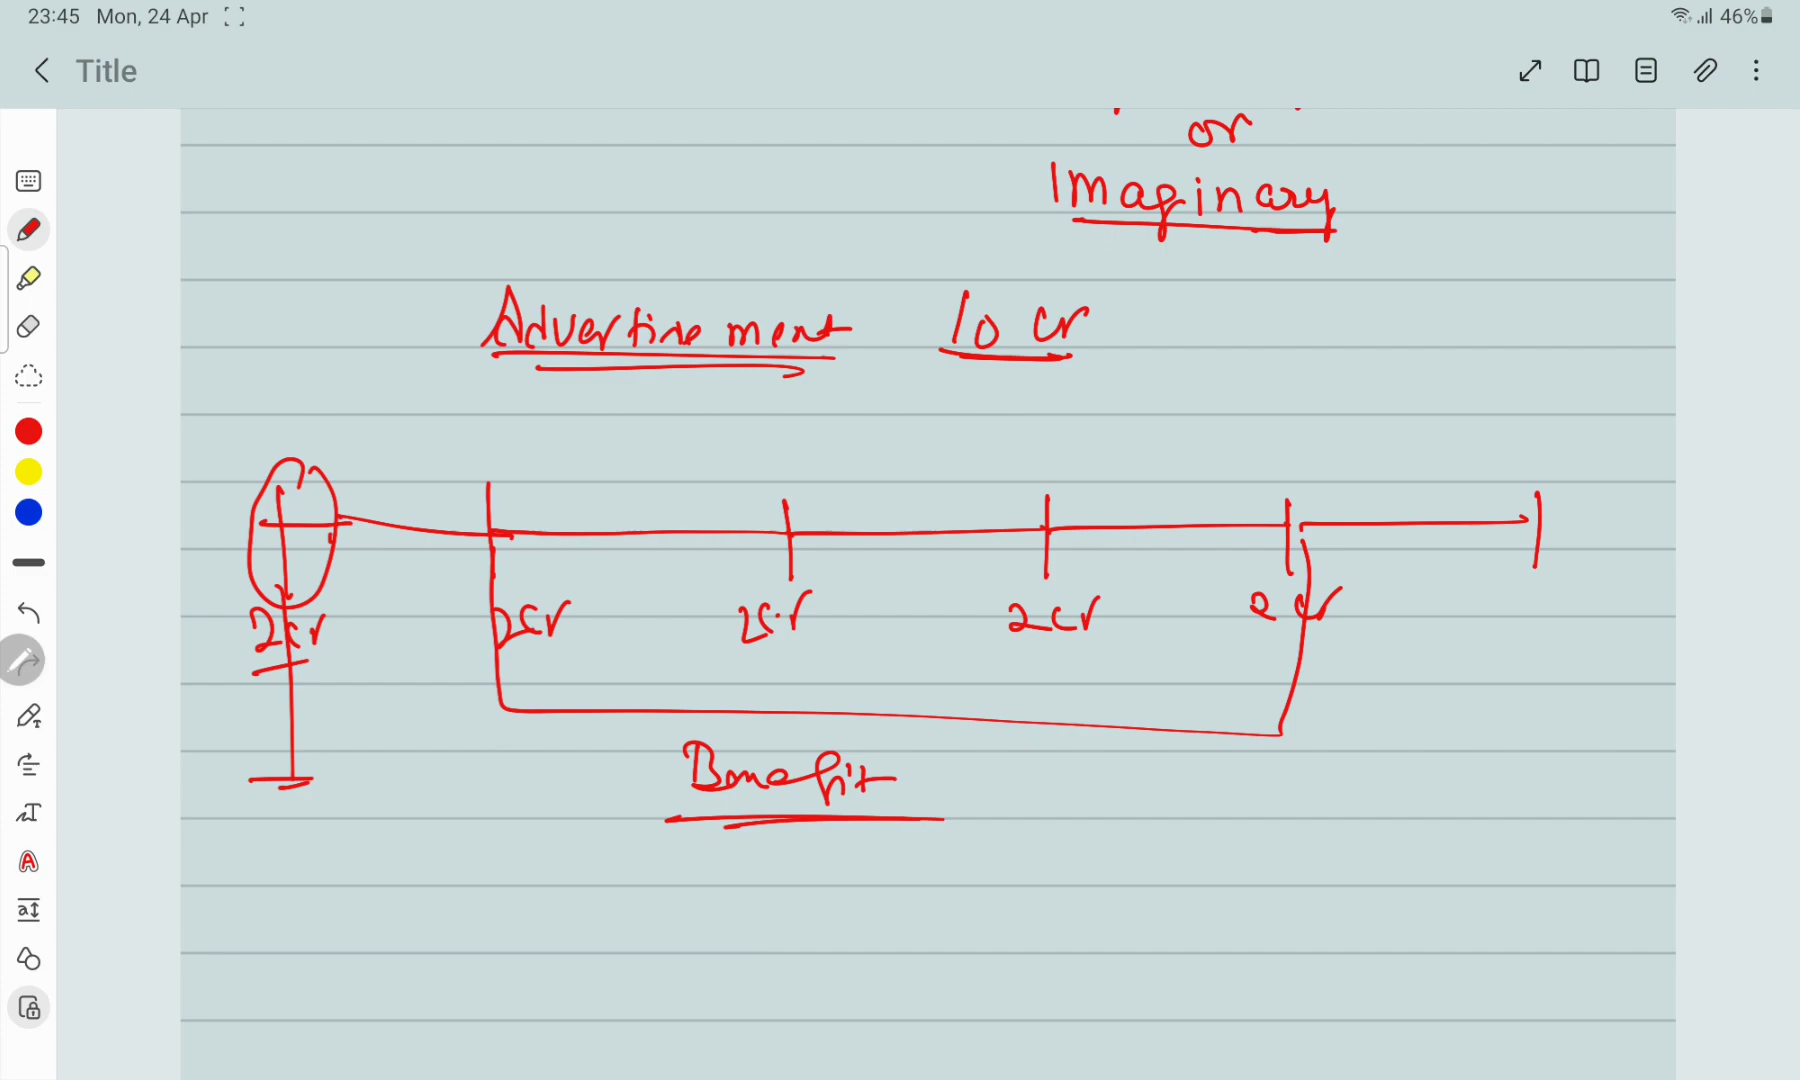 23:45 Mon, 24 Apr 46%
Title
or
Imaginary
Advertisement 10 cr
2cr 2cr 2cr 2cr 2cr
Benefit